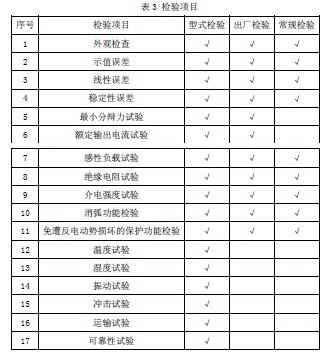 表 3 检验项目
序号 检验项目 型式检验 出厂检验 常规检验
1 外观检查 √ √ √
2 示值误差 √ √ √
3 线性误差 √ √ √
4 稳定性误差 √ √ √
5 最小分辩力试验 √ √
6 额定输出电流试验 √ √
7 感性负载试验 √ √ √
8 绝缘电阻试验 √ √ √
9 介电强度试验 √ √ √
10 消弧功能检验 √ √ √
11 免遭反电动势损坏的保护功能检验 √ √ √
12 温度试验 √
13 湿度试验 √
14 振动试验 √
15 冲击试验 √
16 运输试验 √
17 可靠性试验 √